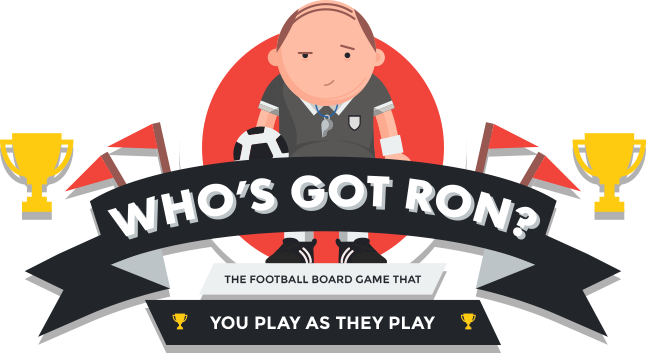 WHO'S GOT RON?
THE FOOTBALL BOARD GAME THAT
YOU PLAY AS THEY PLAY